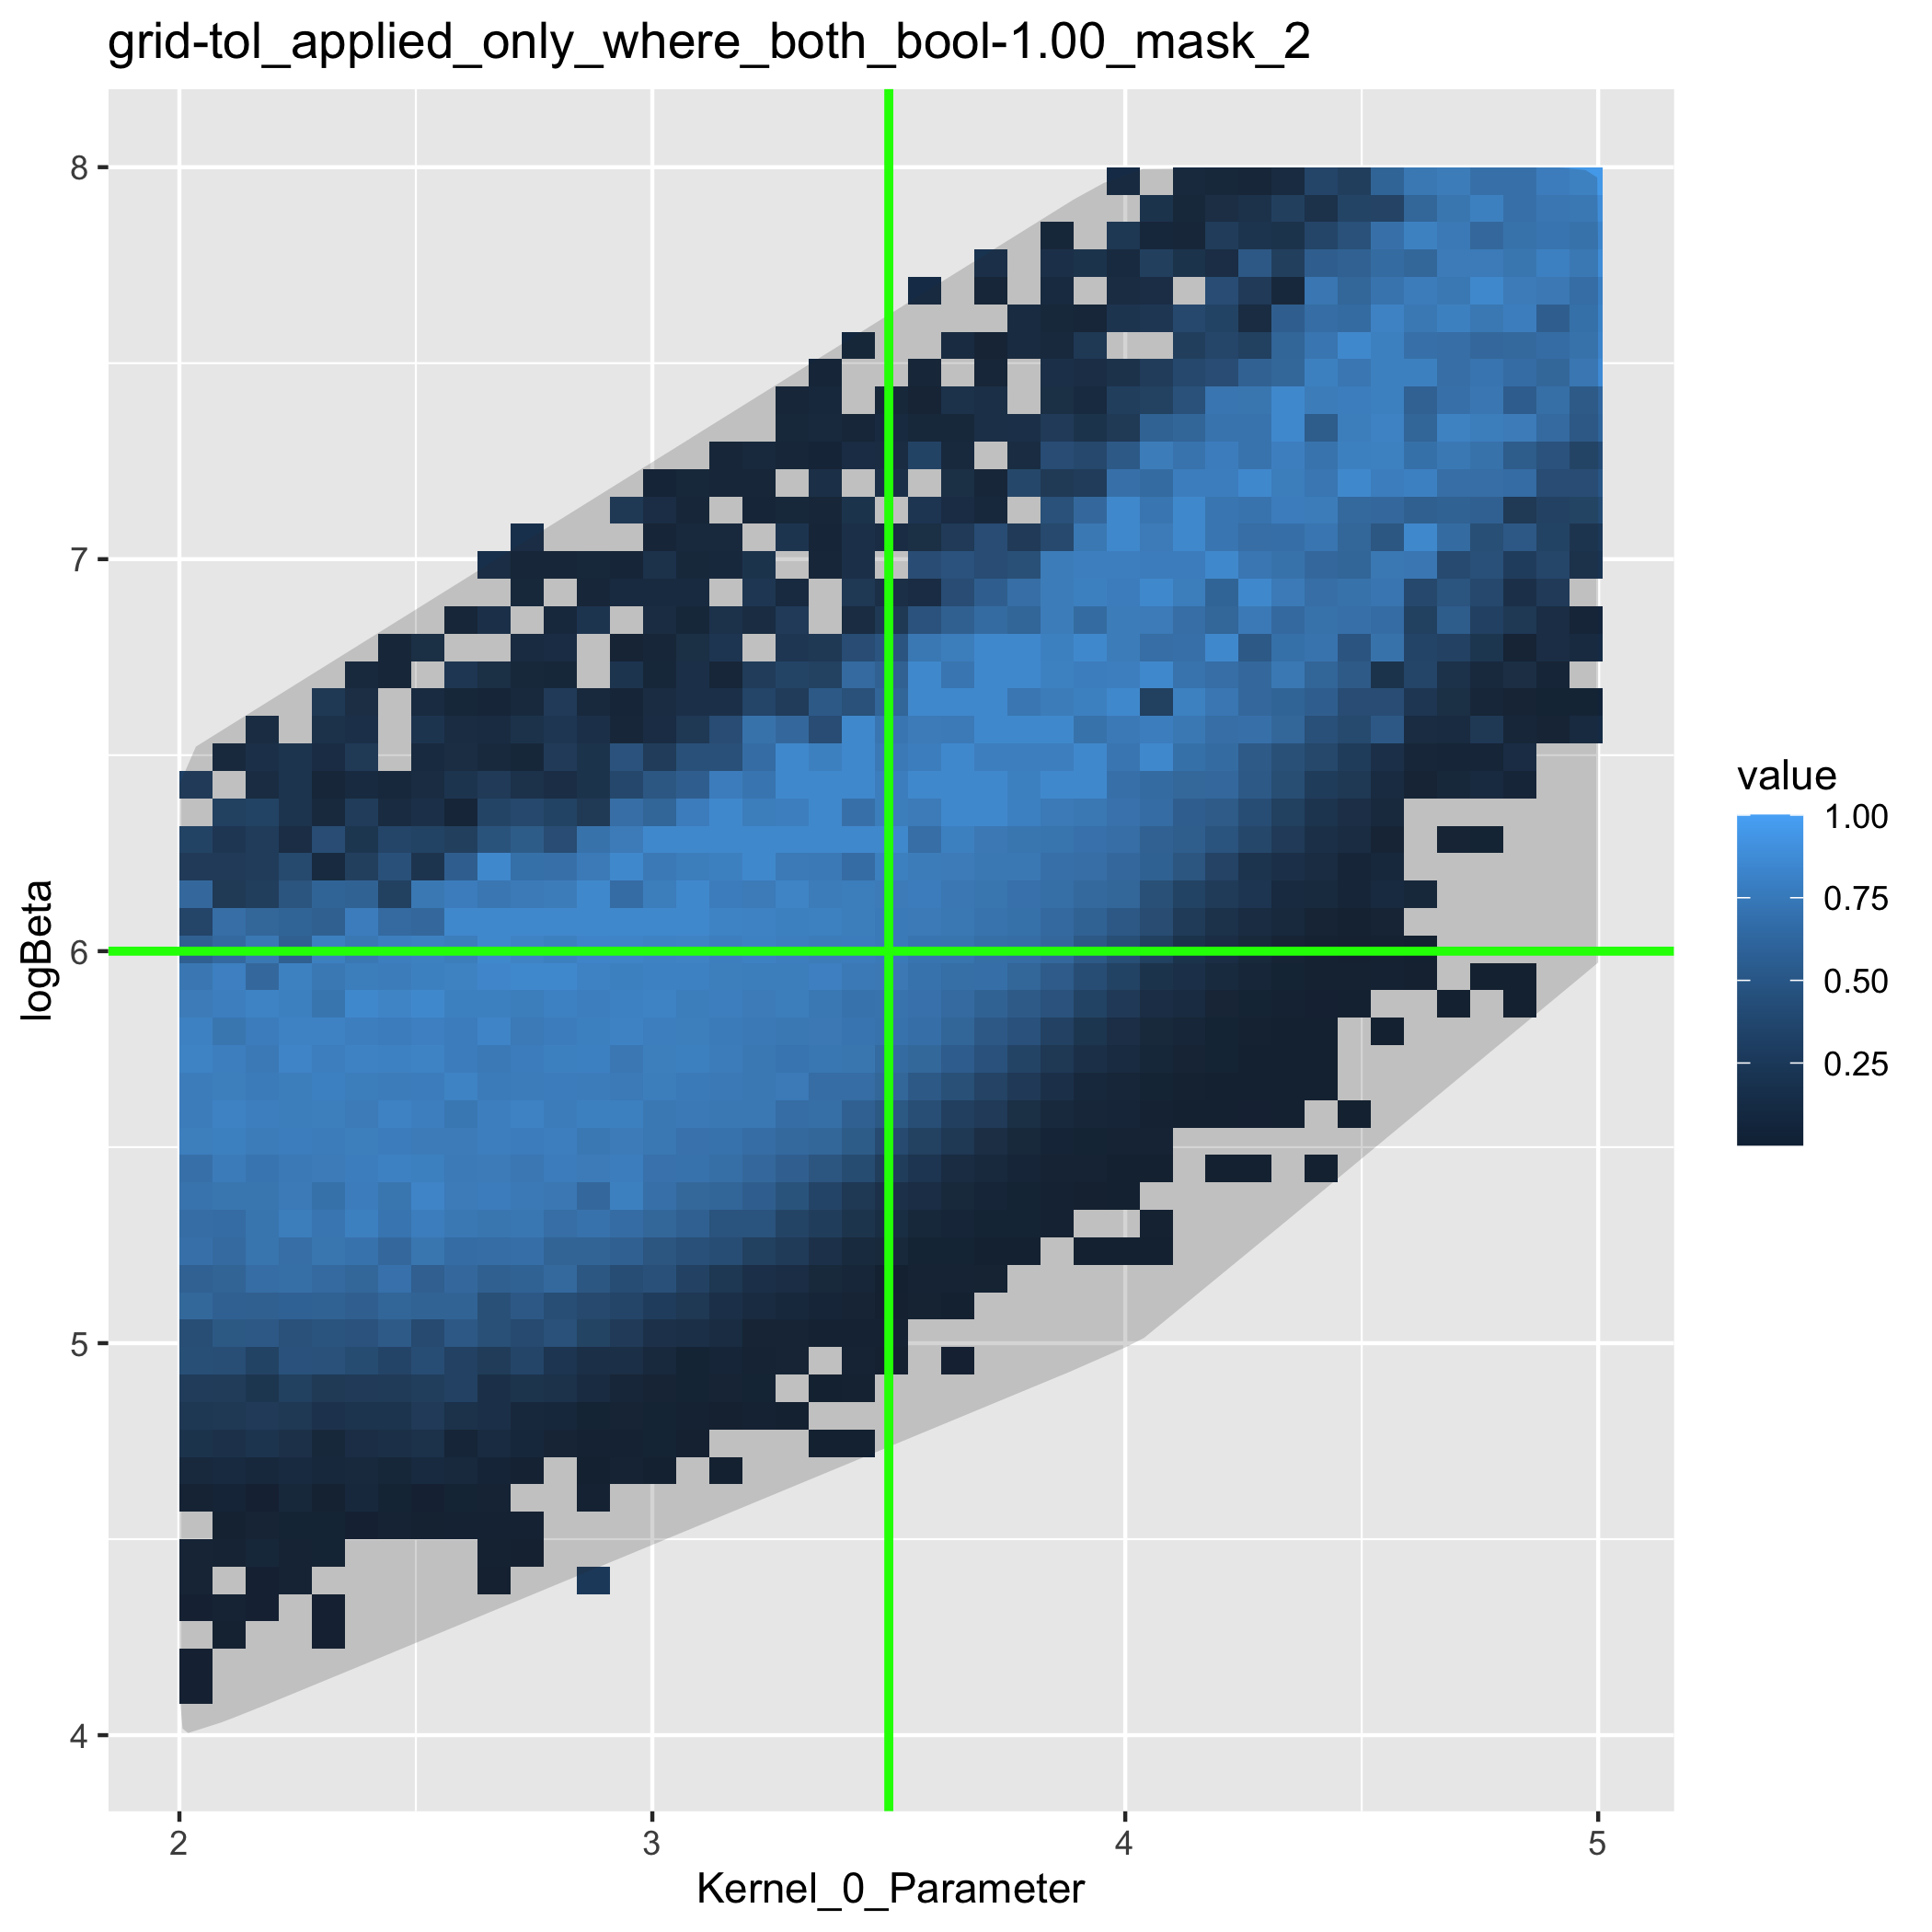 grid-tol_applied_only_where_both_bool-1.00_mask_2
8
7
6
5
4
logBeta
2 3 4 5
Kernel_0_Parameter
value
1.00
0.75
0.50
0.25